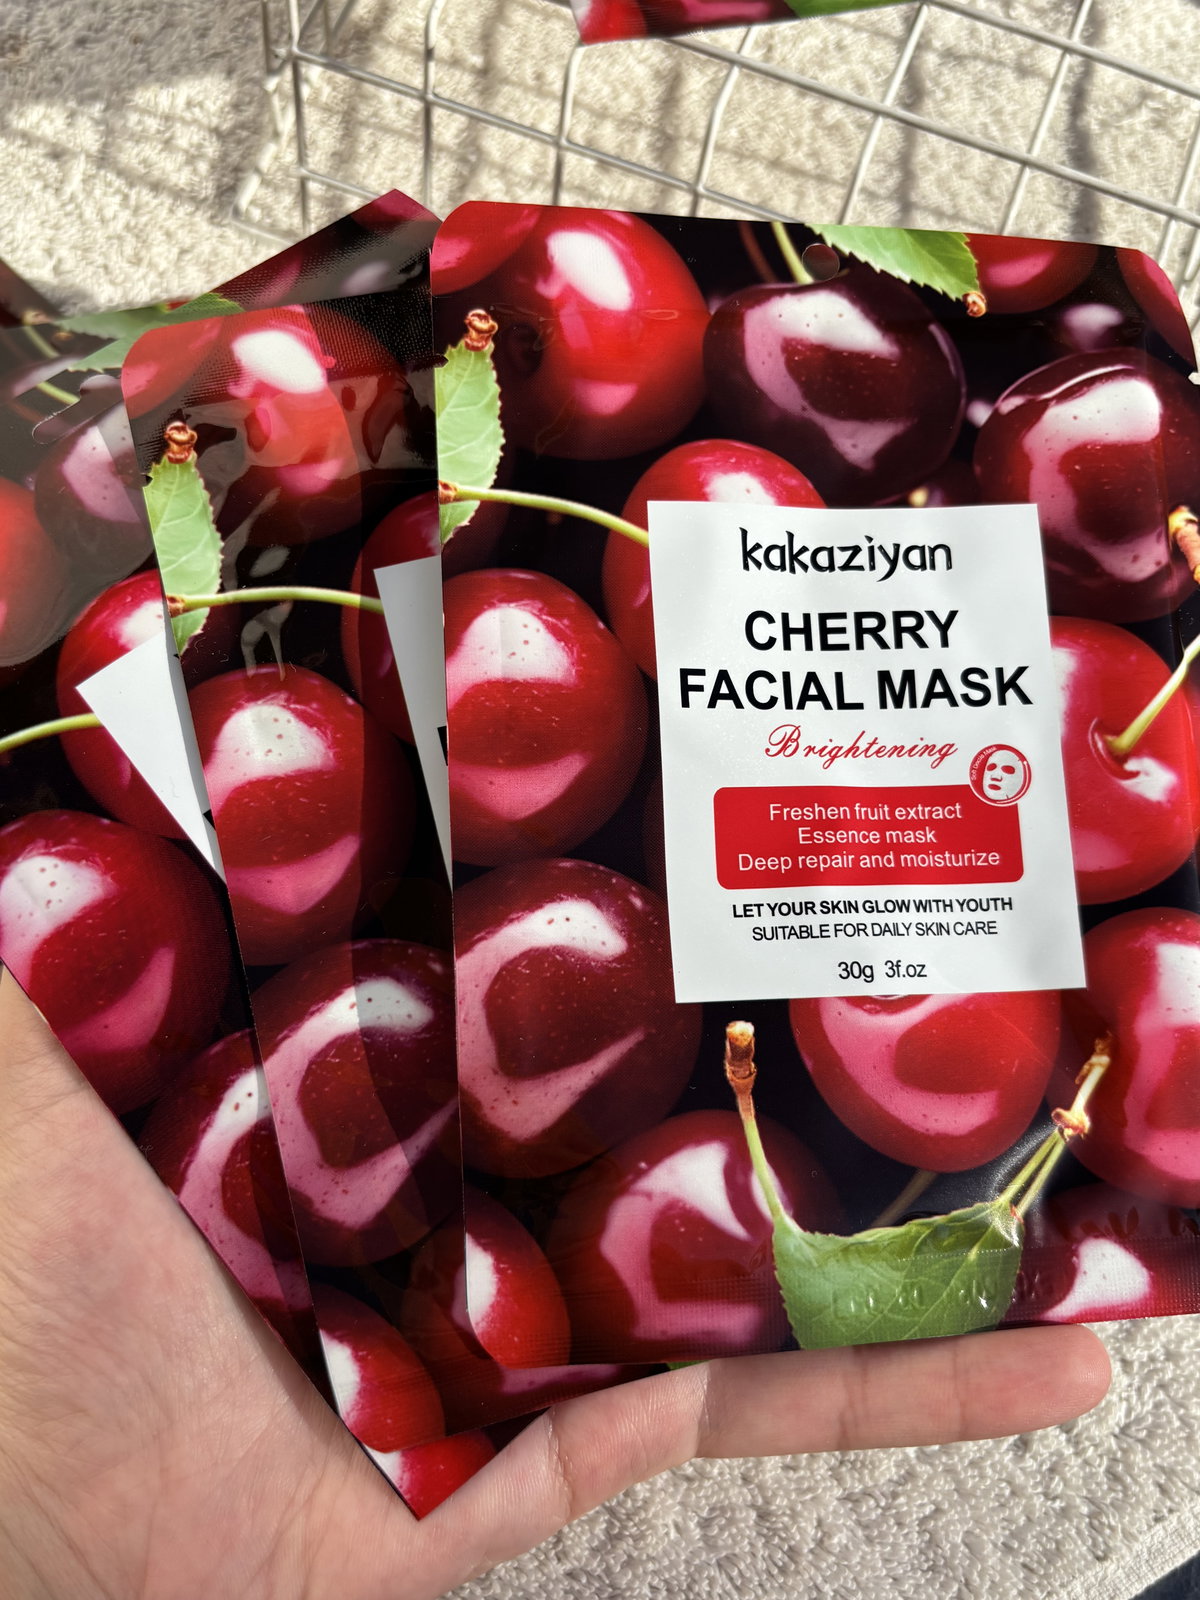 kakaziyan
CHERRY
FACIAL MASK
Brightening
Freshen fruit extract
Essence mask
Deep repair and moisturize
LET YOUR SKIN GLOW WITH YOUTH
SUITABLE FOR DAILY SKIN CARE
30g 3f.oz